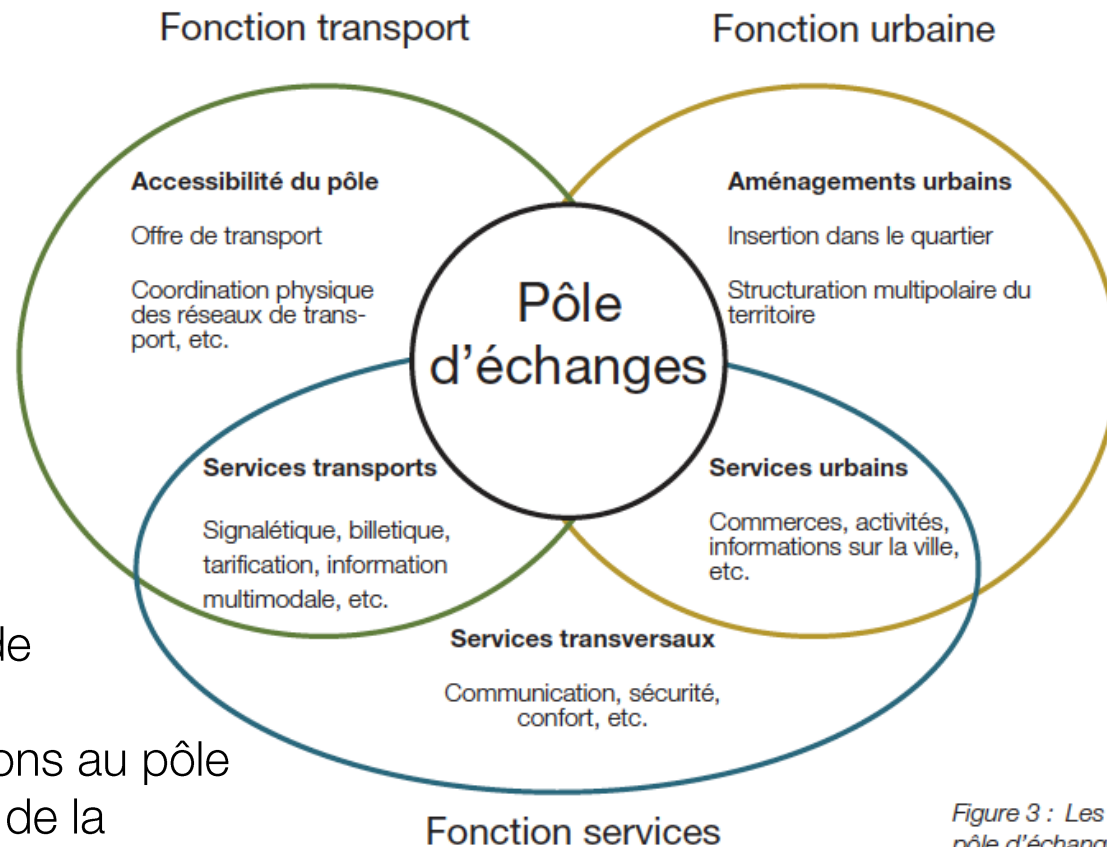 Fonction transport
Fonction urbaine
Accessibilité du pôle
Offre de transport
Coordination physique
des réseaux de trans-
port, etc.
Aménagements urbains
Insertion dans le quartier
Structuration multipolaire du
territoire
Pôle
d'échanges
Services transports
Signalétique, billetique,
tarification, information
multimodale, etc.
Services urbains
Commerces, activités,
informations sur la ville,
etc.
Services transversaux
Communication, sécurité,
confort, etc.
Fonction services
au pôle
de la
Figure 3 : Les
pôle